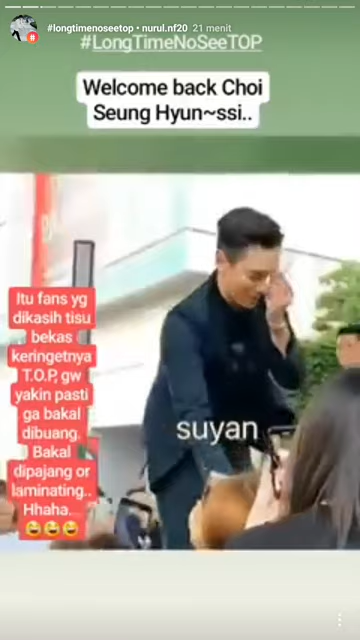 #longtimenoseetop • nurul.nf20 21 menit
#LongTimeNoSeeTOP
Welcome back Choi
Seung Hyun~ssi..
Itu fans yg
dikasih tisu
bekas
keringetnya
T.O.P, gw
yakin pasti
ga bakal
dibuang.
Bakal
dipajang or
laminating..
Hhaha..
😂😂😂
suyan